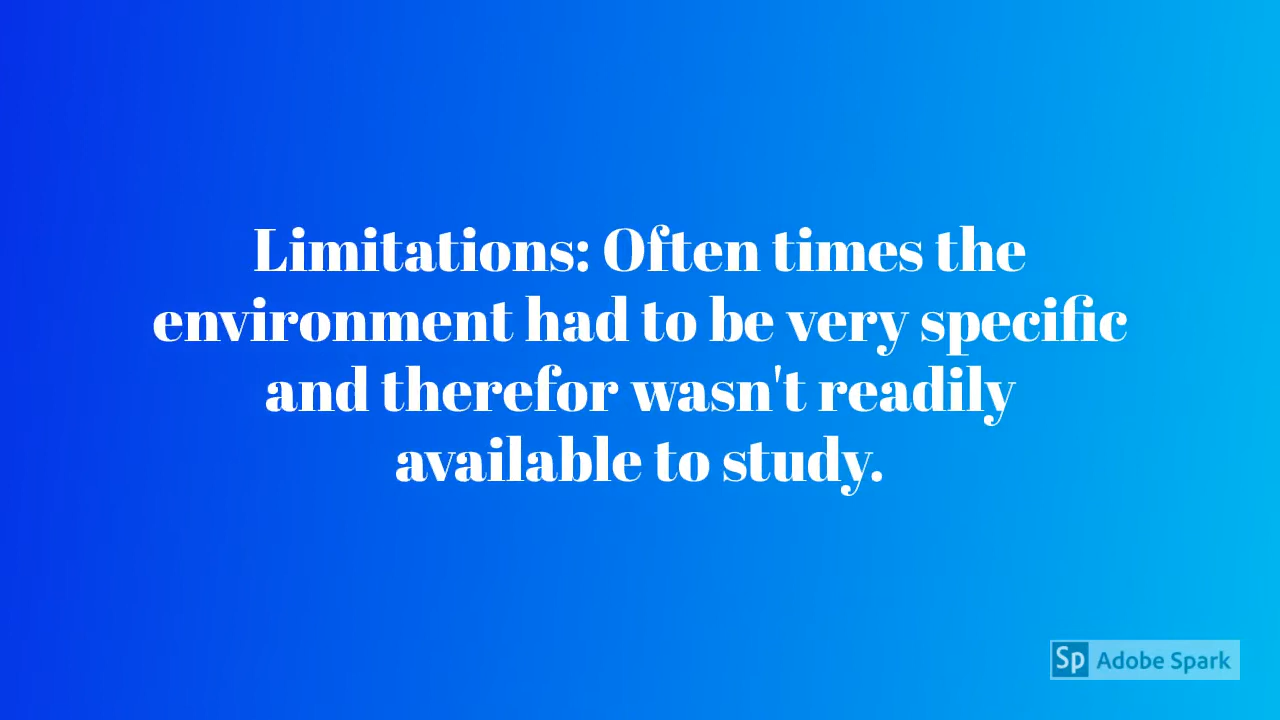 Limitations: Often times the
environment had to be very specific
and therefor wasn't readily
available to study.
Sp Adobe Spark